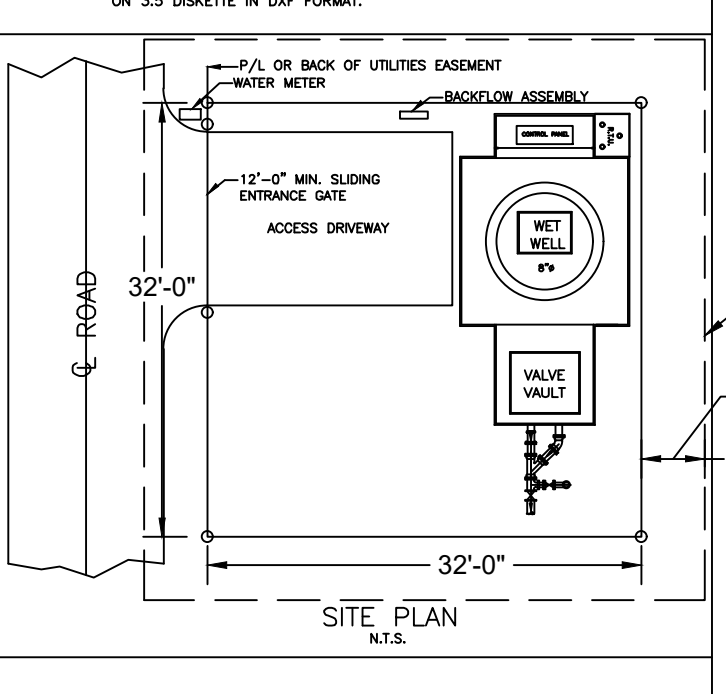 ON 3.5 DISKETTE IN DXF FORMAT.
P/L OR BACK OF UTILITIES EASEMENT
WATER METER
BACKFLOW ASSEMBLY
CONTROL PANEL
R.T.U.
12'-0" MIN. SLIDING
ENTRANCE GATE
ACCESS DRIVEWAY
WET
WELL
8"ø
32'-0"
℄ ROAD
VALVE
VAULT
32'-0"
SITE PLAN
N.T.S.